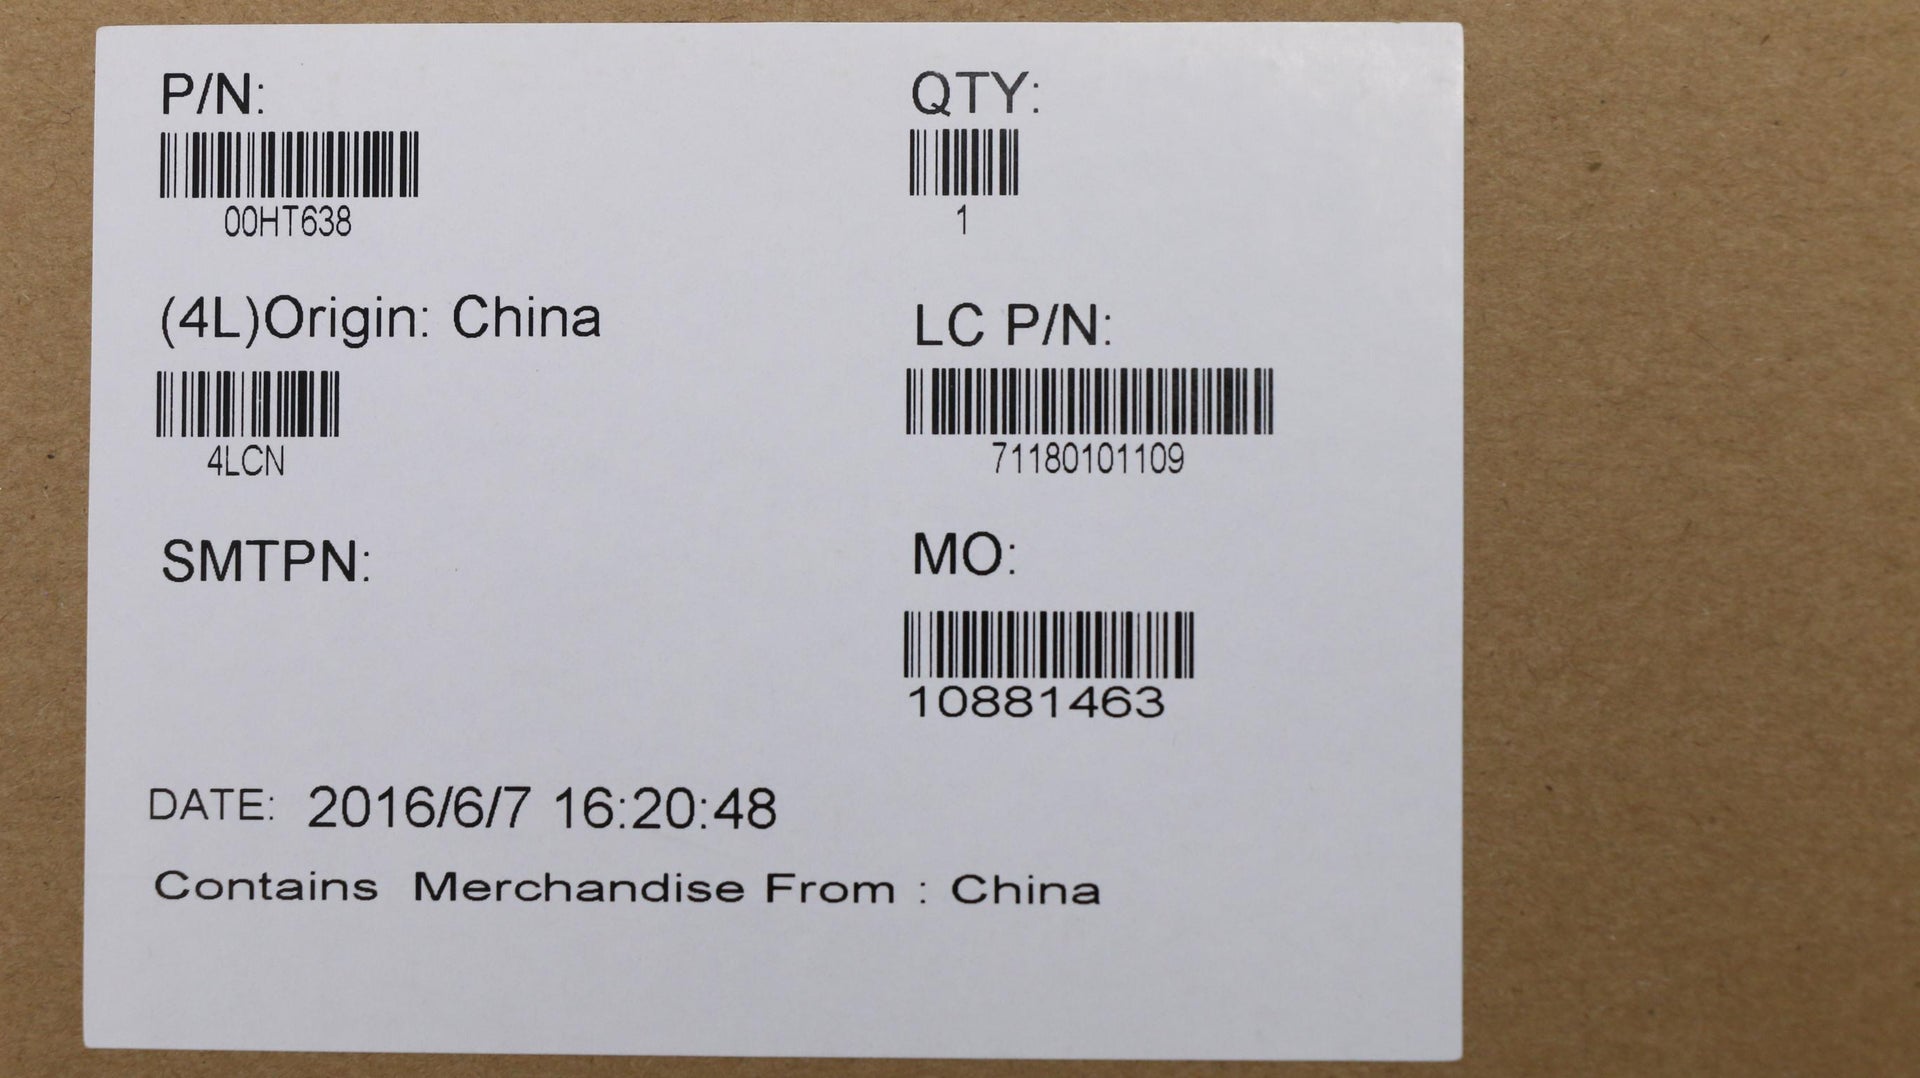 P/N:
00HT638
QTY:
1
(4L)Origin: China
4LCN
LC P/N:
71180101109
SMTPN:
MO:
10881463
DATE: 2016/6/7 16:20:48
Contains Merchandise From : China